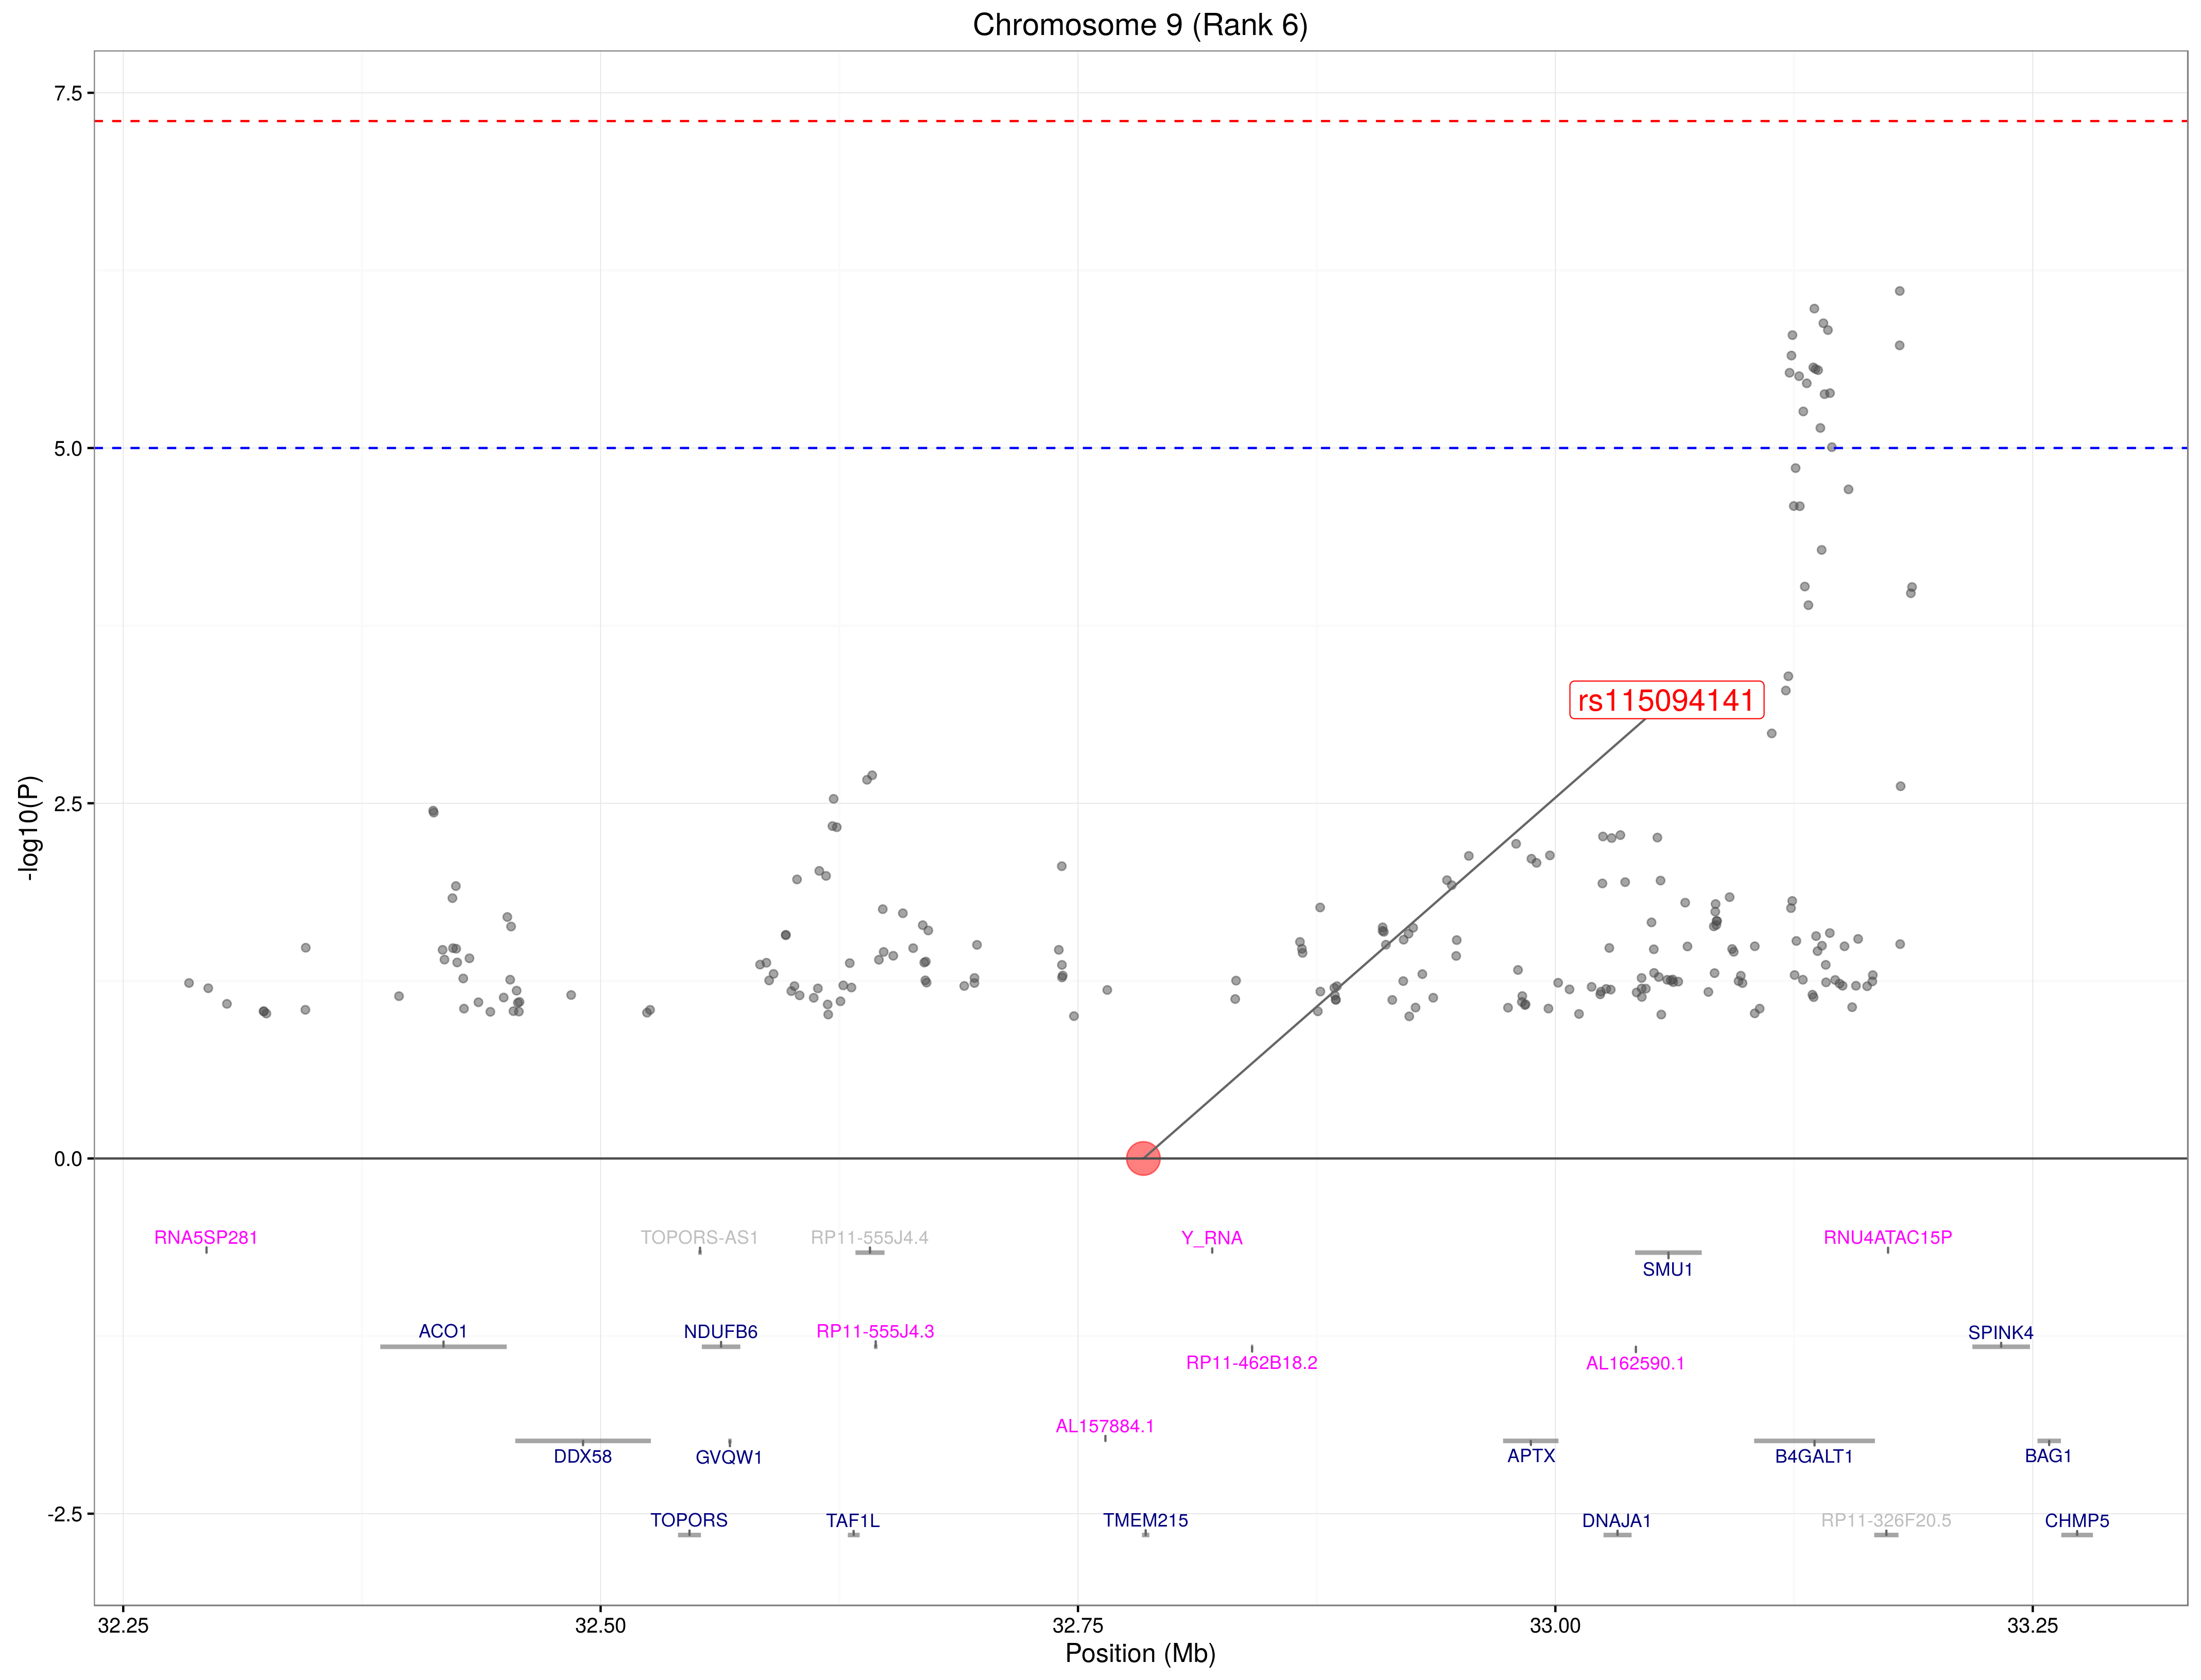 Chromosome 9 (Rank 6)
7.5
5.0
rs115094141
2.5
0.0
-2.5
-log10(P)
RNA5SP281
TOPORS-AS1
RP11-555J4.4
Y_RNA
RNU4ATAC15P
SMU1
ACO1
NDUFB6
RP11-555J4.3
SPINK4
RP11-462B18.2
AL162590.1
AL157884.1
DDX58
GVQW1
APTX
B4GALT1
BAG1
TOPORS
TAF1L
TMEM215
DNAJA1
RP11-326F20.5
CHMP5
32.25
32.50
32.75
33.00
33.25
Position (Mb)